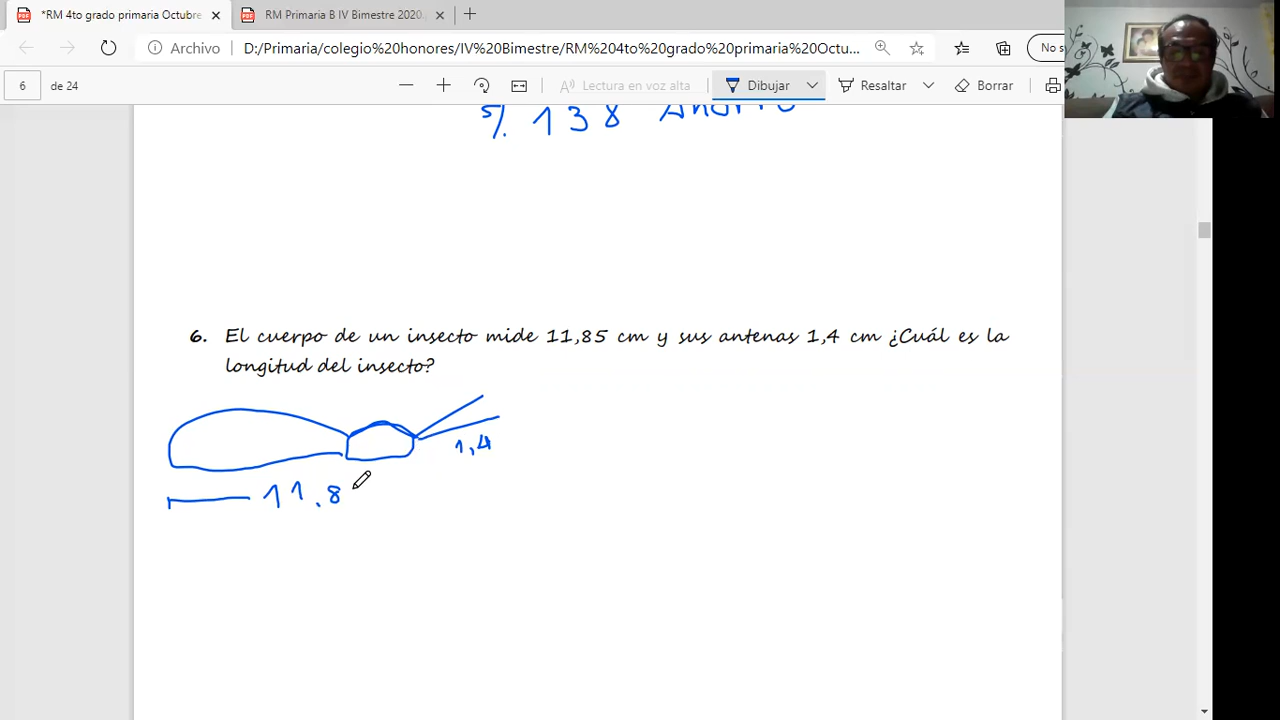 *RM 4to grado primaria Octubre
RM Primaria B IV Bimestre 2020.
Archivo
D:/Primaria/colegio%20honores/IV%20Bimestre/RM%204to%20grado%20primaria%20Octu...
No s
6
de 24
Lectura en voz alta
Dibujar
Resaltar
Borrar
S/. 138 Ahorro
6. El cuerpo de un insecto mide 11,85 cm y sus antenas 1,4 cm ¿Cuál es la
longitud del insecto?
1,4
11.8